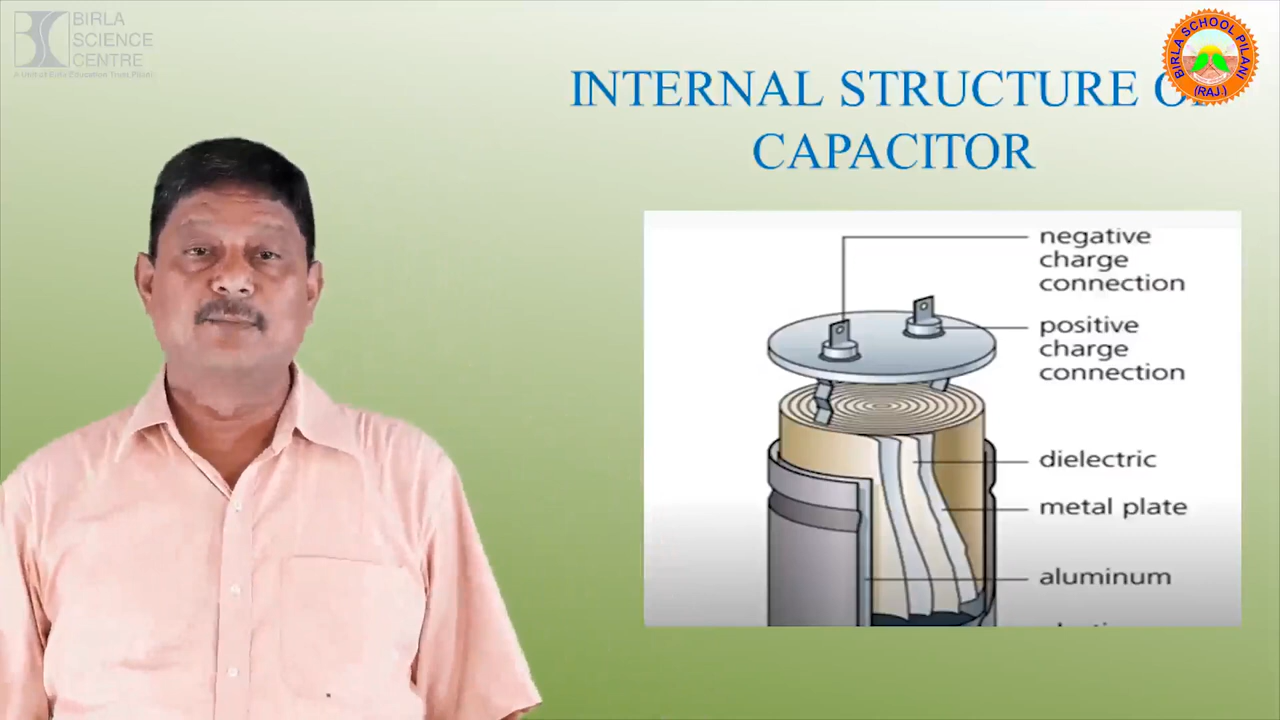 BIRLA
SCIENCE
CENTRE
BIRLA SCHOOL PILANI
(RAJ.)
INTERNAL STRUCTURE
CAPACITOR
negative
charge
connection
positive
charge
connection
dielectric
metal plate
aluminum